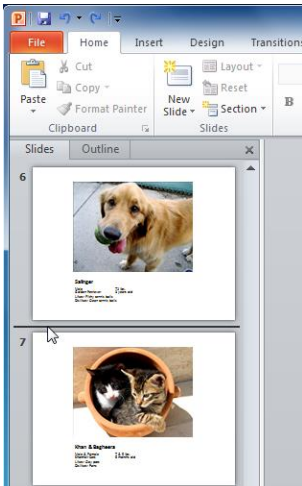 P
File Home Insert Design Transitions
Cut
Copy
Format Painter
Paste
Clipboard
New
Slide
Layout
Reset
Section
Slides
B
Slides Outline
6
Salinger
Male
7
Khan & Bagheera